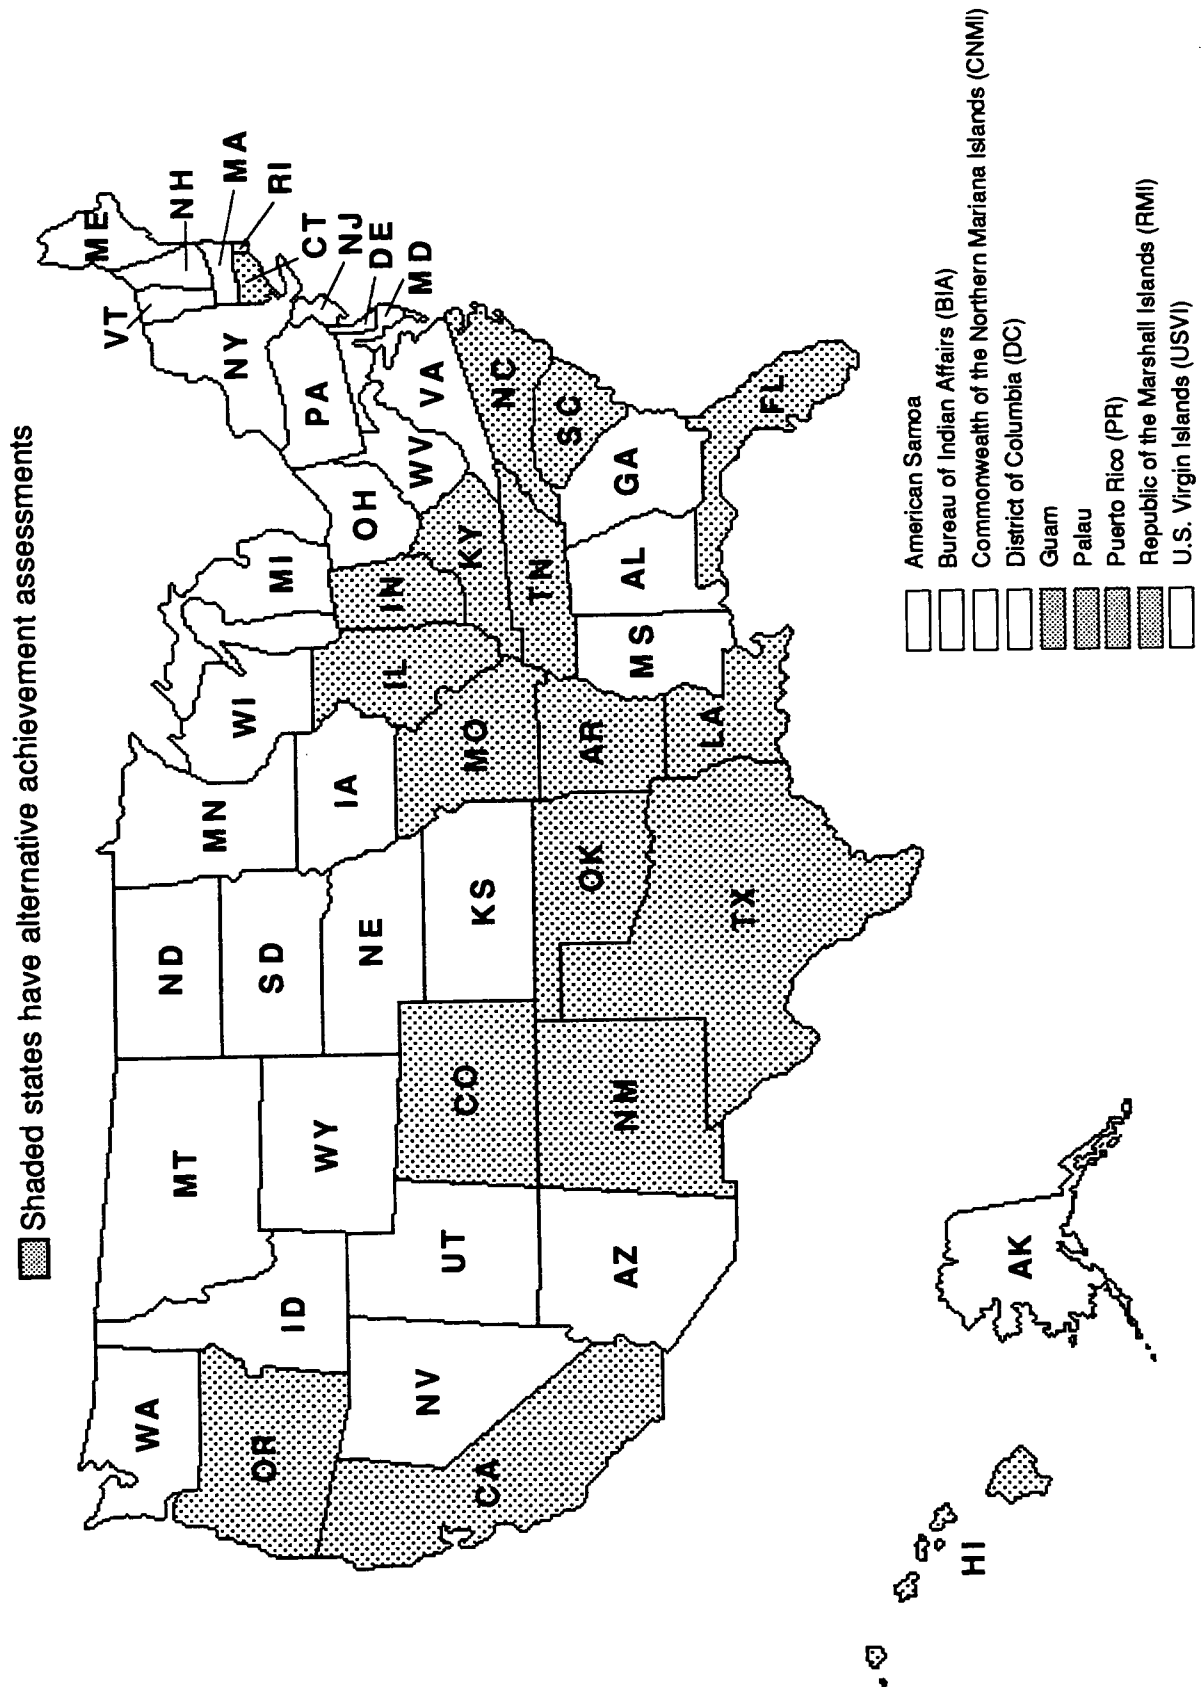 Shaded states have alternative achievement assessments
WA
OR
CA
NV
ID
MT
WY
UT
AZ
CO
NM
ND
SD
NE
KS
OK
TX
MN
IA
MO
AR
LA
WI
IL
MS
MI
IN
KY
TN
AL
OH
WV
GA
FL
SC
NC
VA
PA
NY
VT
ME
NH
MA
RI
CT
NJ
DE
MD
AK
HI
American Samoa
Bureau of Indian Affairs (BIA)
Commonwealth of the Northern Mariana Islands (CNMI)
District of Columbia (DC)
Guam
Palau
Puerto Rico (PR)
Republic of the Marshall Islands (RMI)
U.S. Virgin Islands (USVI)